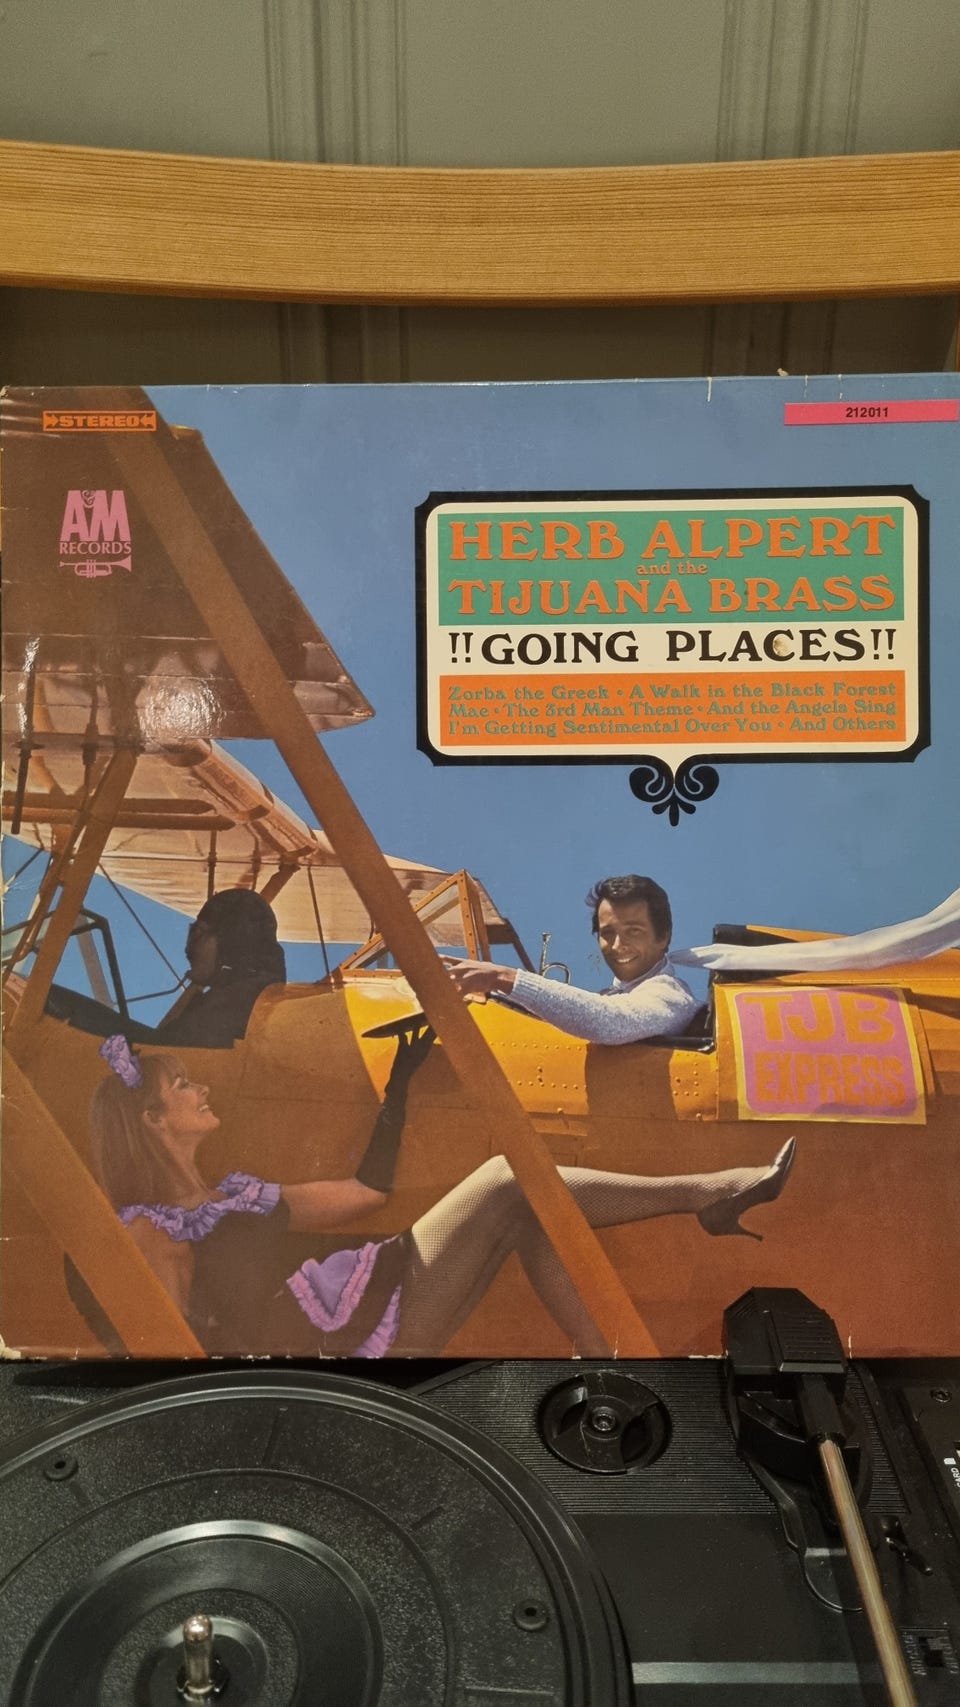 STEREO
212011
A&M
RECORDS
HERB ALPERT
and the
TIJUANA BRASS
!!GOING PLACES!!
Zorba the Greek • A Walk in the Black Forest
Mae • The 3rd Man Theme • And the Angels Sing
I'm Getting Sentimental Over You • And Others
TJB
EXPRESS